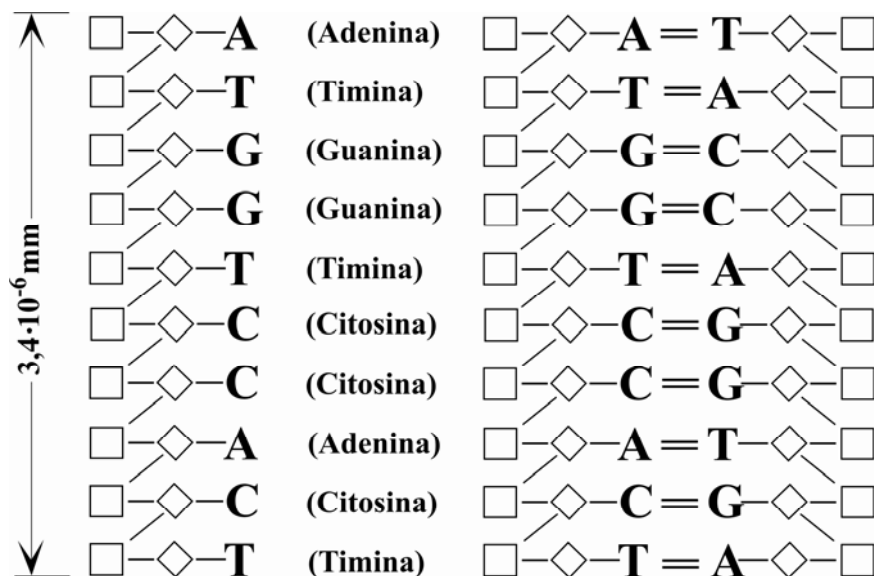 A (Adenina) A = T
T (Timina) T = A
G (Guanina) G = C
G (Guanina) G = C
T (Timina) T = A
C (Citosina) C = G
C (Citosina) C = G
A (Adenina) A = T
C (Citosina) C = G
T (Timina) T = A
3,4·10⁻⁶ mm